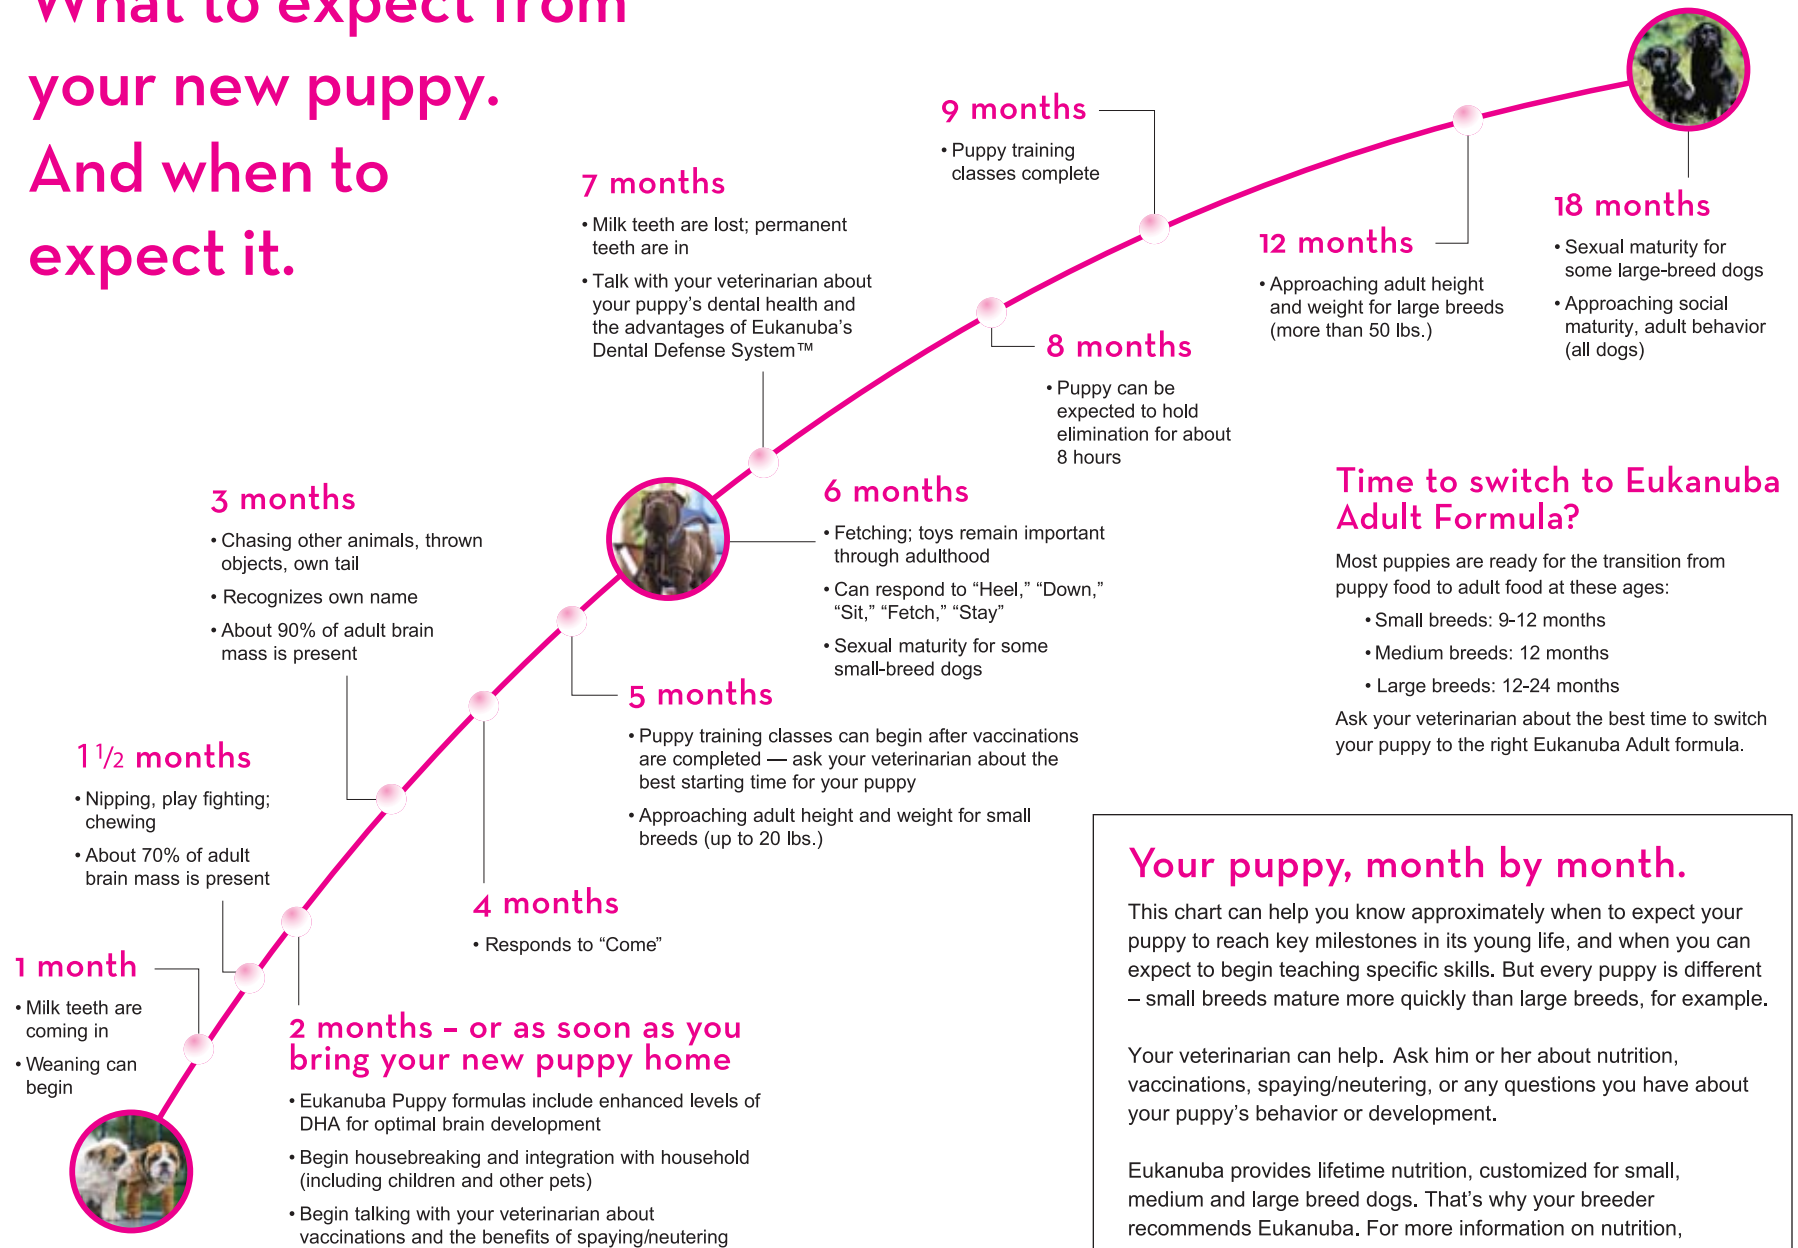 What to expect from
your new puppy.
And when to
expect it.
1 month
• Milk teeth are
coming in
• Weaning can
begin
1 1/2 months
• Nipping, play fighting;
chewing
• About 70% of adult
brain mass is present
2 months – or as soon as you
bring your new puppy home
• Eukanuba Puppy formulas include enhanced levels of
DHA for optimal brain development
• Begin housebreaking and integration with household
(including children and other pets)
• Begin talking with your veterinarian about
vaccinations and the benefits of spaying/neutering
3 months
• Chasing other animals, thrown
objects, own tail
• Recognizes own name
• About 90% of adult brain
mass is present
4 months
• Responds to “Come”
5 months
• Puppy training classes can begin after vaccinations
are completed — ask your veterinarian about the
best starting time for your puppy
• Approaching adult height and weight for small
breeds (up to 20 lbs.)
6 months
• Fetching; toys remain important
through adulthood
• Can respond to “Heel,” “Down,”
“Sit,” “Fetch,” “Stay”
• Sexual maturity for some
small-breed dogs
7 months
• Milk teeth are lost; permanent
teeth are in
• Talk with your veterinarian about
your puppy’s dental health and
the advantages of Eukanuba’s
Dental Defense System™
8 months
• Puppy can be
expected to hold
elimination for about
8 hours
9 months
• Puppy training
classes complete
12 months
• Approaching adult height
and weight for large breeds
(more than 50 lbs.)
18 months
• Sexual maturity for
some large-breed dogs
• Approaching social
maturity, adult behavior
(all dogs)
Time to switch to Eukanuba
Adult Formula?
Most puppies are ready for the transition from
puppy food to adult food at these ages:
• Small breeds: 9-12 months
• Medium breeds: 12 months
• Large breeds: 12-24 months
Ask your veterinarian about the best time to switch
your puppy to the right Eukanuba Adult formula.
Your puppy, month by month.
This chart can help you know approximately when to expect your
puppy to reach key milestones in its young life, and when you can
expect to begin teaching specific skills. But every puppy is different
– small breeds mature more quickly than large breeds, for example.
Your veterinarian can help. Ask him or her about nutrition,
vaccinations, spaying/neutering, or any questions you have about
your puppy’s behavior or development.
Eukanuba provides lifetime nutrition, customized for small,
medium and large breed dogs. That’s why your breeder
recommends Eukanuba. For more information on nutrition,